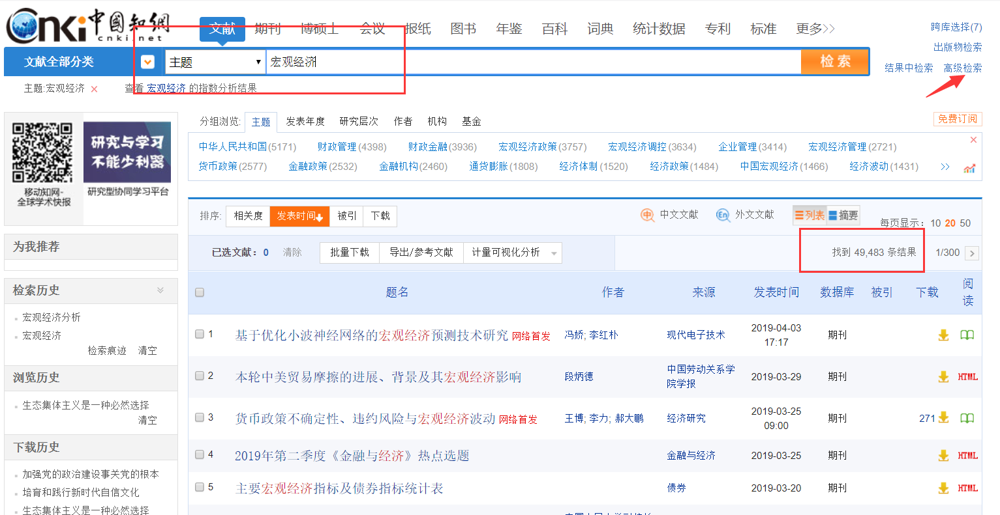 Cnki中國知網
cnki.net
文献 期刊 博硕士 会议 报纸 图书 年鉴 百科 词典 统计数据 专利 标准 更多>>
跨库选择(7)
出版物检索
文献全部分类 主题 宏观经济 检索
结果中检索 高级检索
主题:宏观经济 × 查看 宏观经济 的指数分析结果
研究与学习
不能少利器
移动知网-
全球学术快报
研究型协同学习平台
为我推荐
检索历史
宏观经济分析
宏观经济
检索痕迹 清空
浏览历史
生态集体主义是一种必然选择
清空
下载历史
加强党的政治建设事关党的根本
培育和践行新时代自信文化
生态集体主义是一种必然选择
分组浏览: 主题 发表年度 研究层次 作者 机构 基金 免费订阅
中华人民共和国(5171) 财政管理(4398) 财政金融(3936) 宏观经济政策(3757) 宏观经济调控(3634) 企业管理(3414) 宏观经济管理(2721)
货币政策(2577) 金融政策(2532) 金融机构(2460) 通货膨胀(1808) 经济体制(1520) 经济政策(1484) 中国宏观经济(1466) 经济波动(1431) >>
排序: 相关度 发表时间 被引 下载 中 中文文献 En 外文文献 列表 摘要 每页显示: 10 20 50
已选文献: 0 清除 批量下载 导出/参考文献 计量可视化分析 找到 49,483 条结果 1/300 >
题名 作者 来源 发表时间 数据库 被引 下载 阅读
1 基于优化小波神经网络的宏观经济预测技术研究 网络首发 冯娇; 李红朴 现代电子技术 2019-04-03 17:17 期刊
2 本轮中美贸易摩擦的进展、背景及其宏观经济影响 段炳德 中国劳动关系学院学报 2019-03-29 期刊 HTML
3 货币政策不确定性、违约风险与宏观经济波动 网络首发 王博; 李力; 郝大鹏 经济研究 2019-03-25 09:00 期刊 271
4 2019年第二季度《金融与经济》热点选题 金融与经济 2019-03-25 期刊 HTML
5 主要宏观经济指标及债券指标统计表 债券 2019-03-20 期刊 HTML